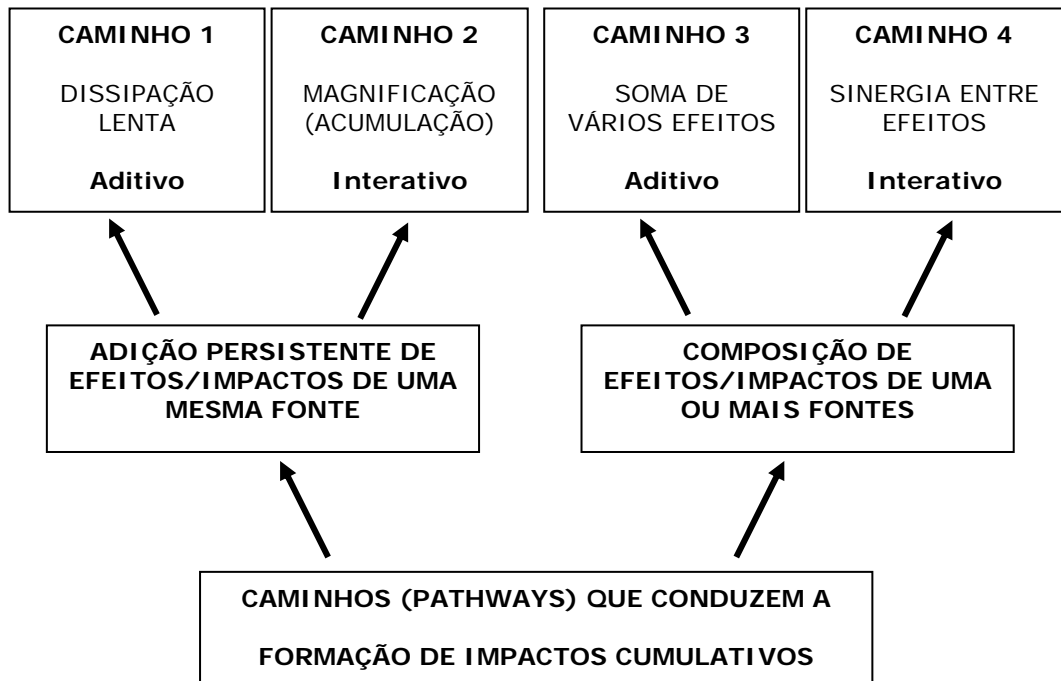 CAMINHO 1
DISSIPAÇÃO
LENTA
Aditivo
CAMINHO 2
MAGNIFICAÇÃO
(ACUMULAÇÃO)
Interativo
CAMINHO 3
SOMA DE
VÁRIOS EFEITOS
Aditivo
CAMINHO 4
SINERGIA ENTRE
EFEITOS
Interativo
ADIÇÃO PERSISTENTE DE
EFEITOS/IMPACTOS DE UMA
MESMA FONTE
COMPOSIÇÃO DE
EFEITOS/IMPACTOS DE UMA
OU MAIS FONTES
CAMINHOS (PATHWAYS) QUE CONDUZEM A
FORMAÇÃO DE IMPACTOS CUMULATIVOS